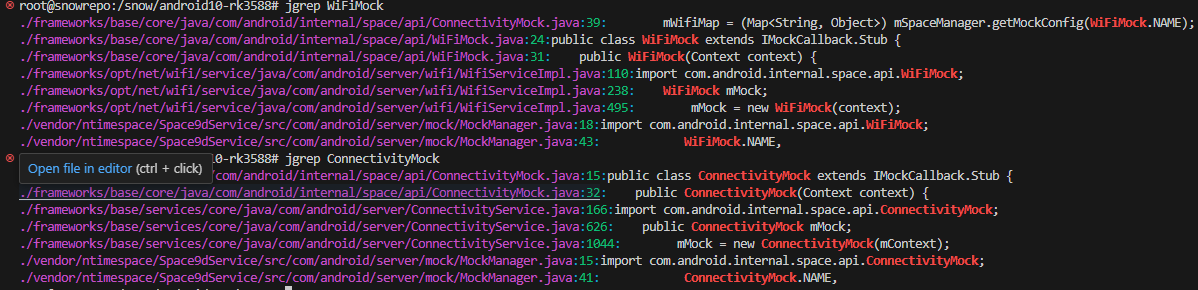 root@snowrepo:/snow/android10-rk3588# jgrep WiFiMock
./frameworks/base/core/java/com/android/internal/space/api/ConnectivityMock.java:39:        mWifiMap = (Map<String, Object>) mSpaceManager.getMockConfig(WiFiMock.NAME);
./frameworks/base/core/java/com/android/internal/space/api/WiFiMock.java:24:public class WiFiMock extends IMockCallback.Stub {
./frameworks/base/core/java/com/android/internal/space/api/WiFiMock.java:31:    public WiFiMock(Context context) {
./frameworks/opt/net/wifi/service/java/com/android/server/wifi/WifiServiceImpl.java:110:import com.android.internal.space.api.WiFiMock;
./frameworks/opt/net/wifi/service/java/com/android/server/wifi/WifiServiceImpl.java:238:    WiFiMock mMock;
./frameworks/opt/net/wifi/service/java/com/android/server/wifi/WifiServiceImpl.java:495:        mMock = new WiFiMock(context);
./vendor/ntimespace/Space9dService/src/com/android/server/mock/MockManager.java:18:import com.android.internal.space.api.WiFiMock;
./vendor/ntimespace/Space9dService/src/com/android/server/mock/MockManager.java:43:            WiFiMock.NAME,
10-rk3588# jgrep ConnectivityMock
Open file in editor (ctrl + click)
/com/android/internal/space/api/ConnectivityMock.java:15:public class ConnectivityMock extends IMockCallback.Stub {
./frameworks/base/core/java/com/android/internal/space/api/ConnectivityMock.java:32:    public ConnectivityMock(Context context) {
./frameworks/base/services/core/java/com/android/server/ConnectivityService.java:166:import com.android.internal.space.api.ConnectivityMock;
./frameworks/base/services/core/java/com/android/server/ConnectivityService.java:626:    public ConnectivityMock mMock;
./frameworks/base/services/core/java/com/android/server/ConnectivityService.java:1044:        mMock = new ConnectivityMock(mContext);
./vendor/ntimespace/Space9dService/src/com/android/server/mock/MockManager.java:15:import com.android.internal.space.api.ConnectivityMock;
./vendor/ntimespace/Space9dService/src/com/android/server/mock/MockManager.java:41:            ConnectivityMock.NAME,